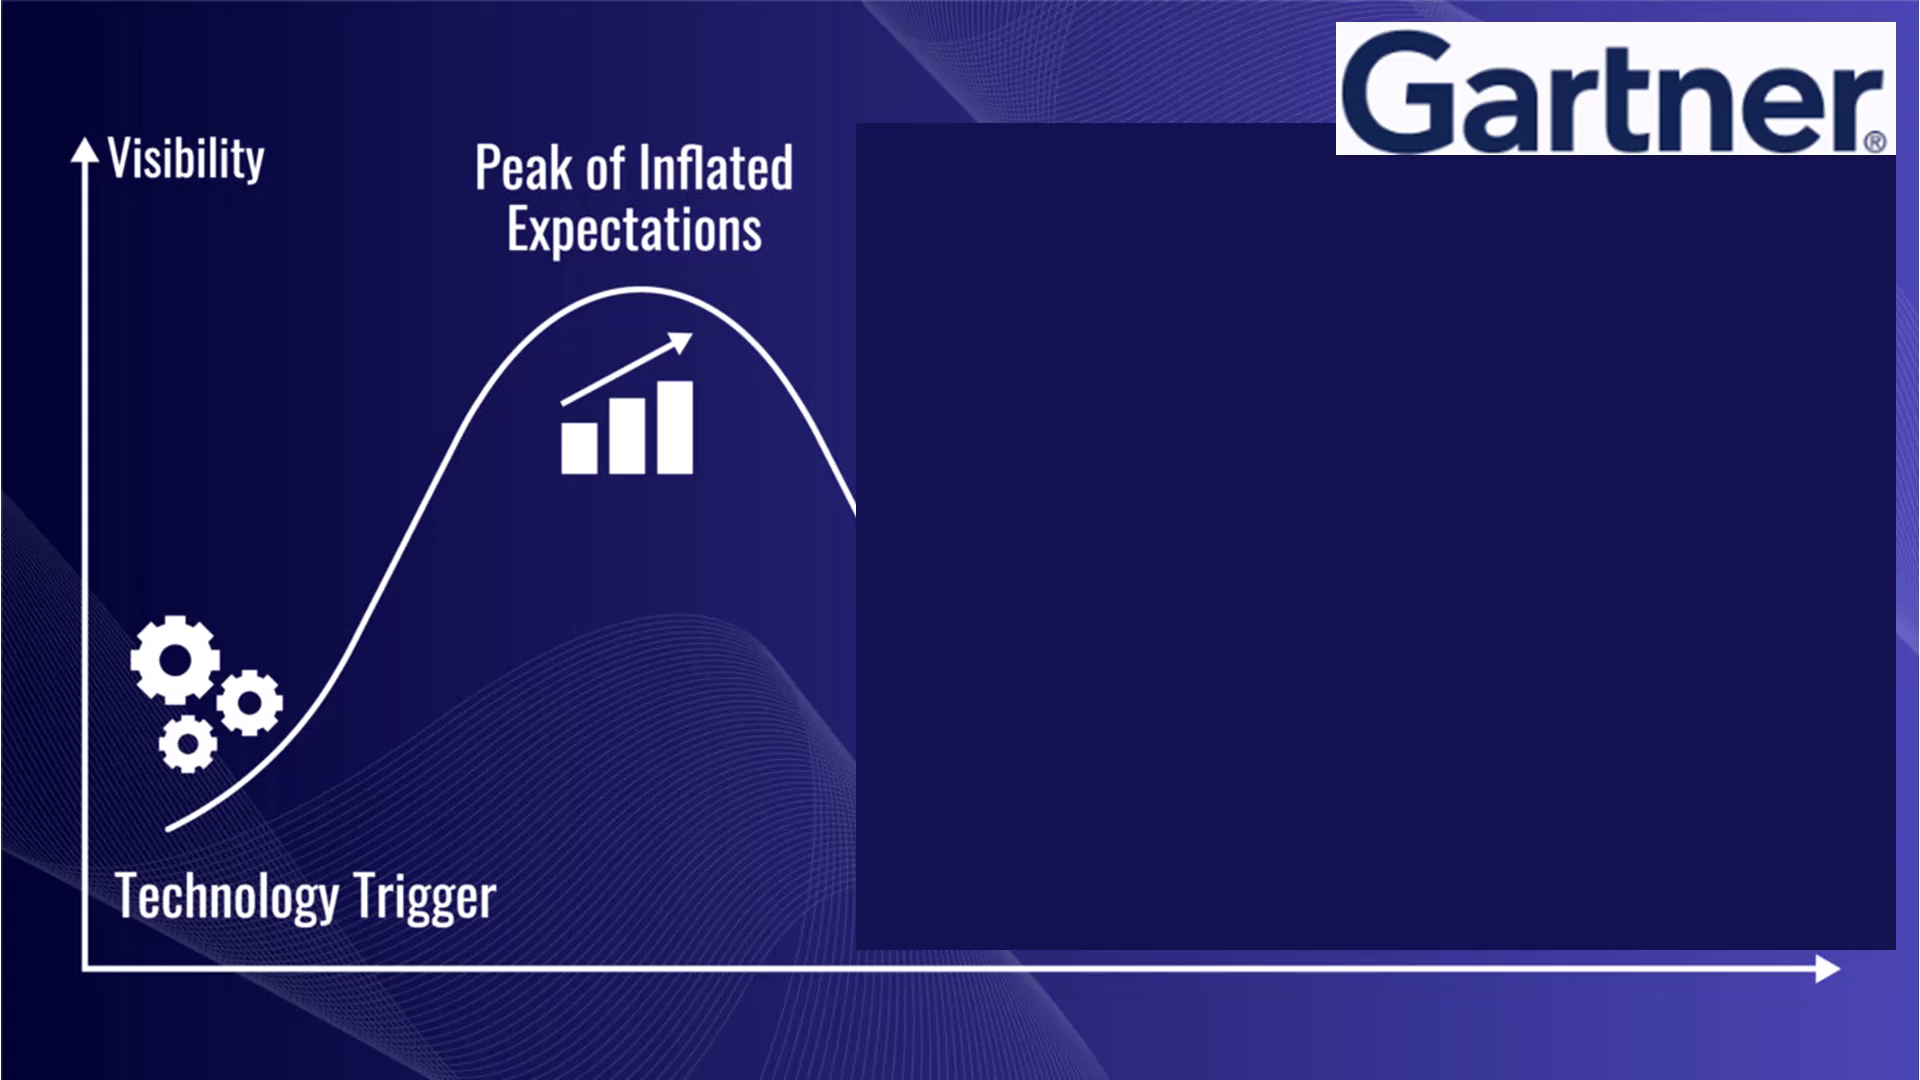 Gartner®
Visibility
Peak of Inflated
Expectations
Technology Trigger